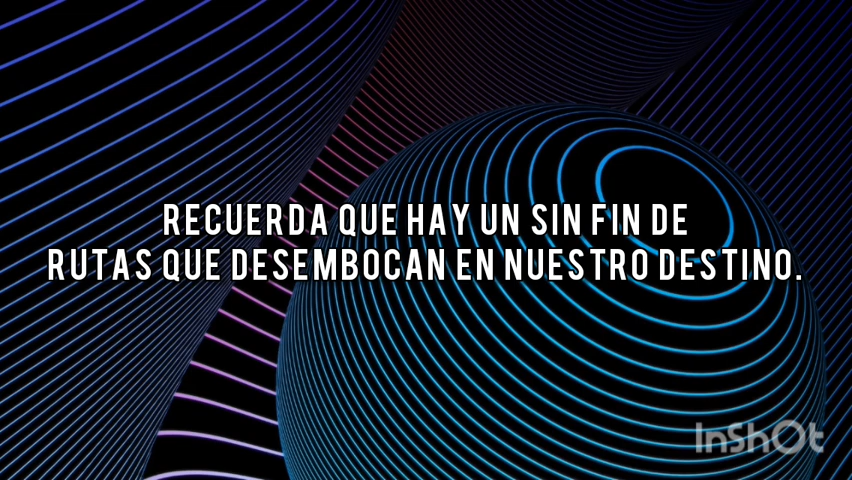 RECUERDA QUE HAY UN SIN FIN DE
RUTAS QUE DESEMBOCAN EN NUESTRO DESTINO.
InShOt